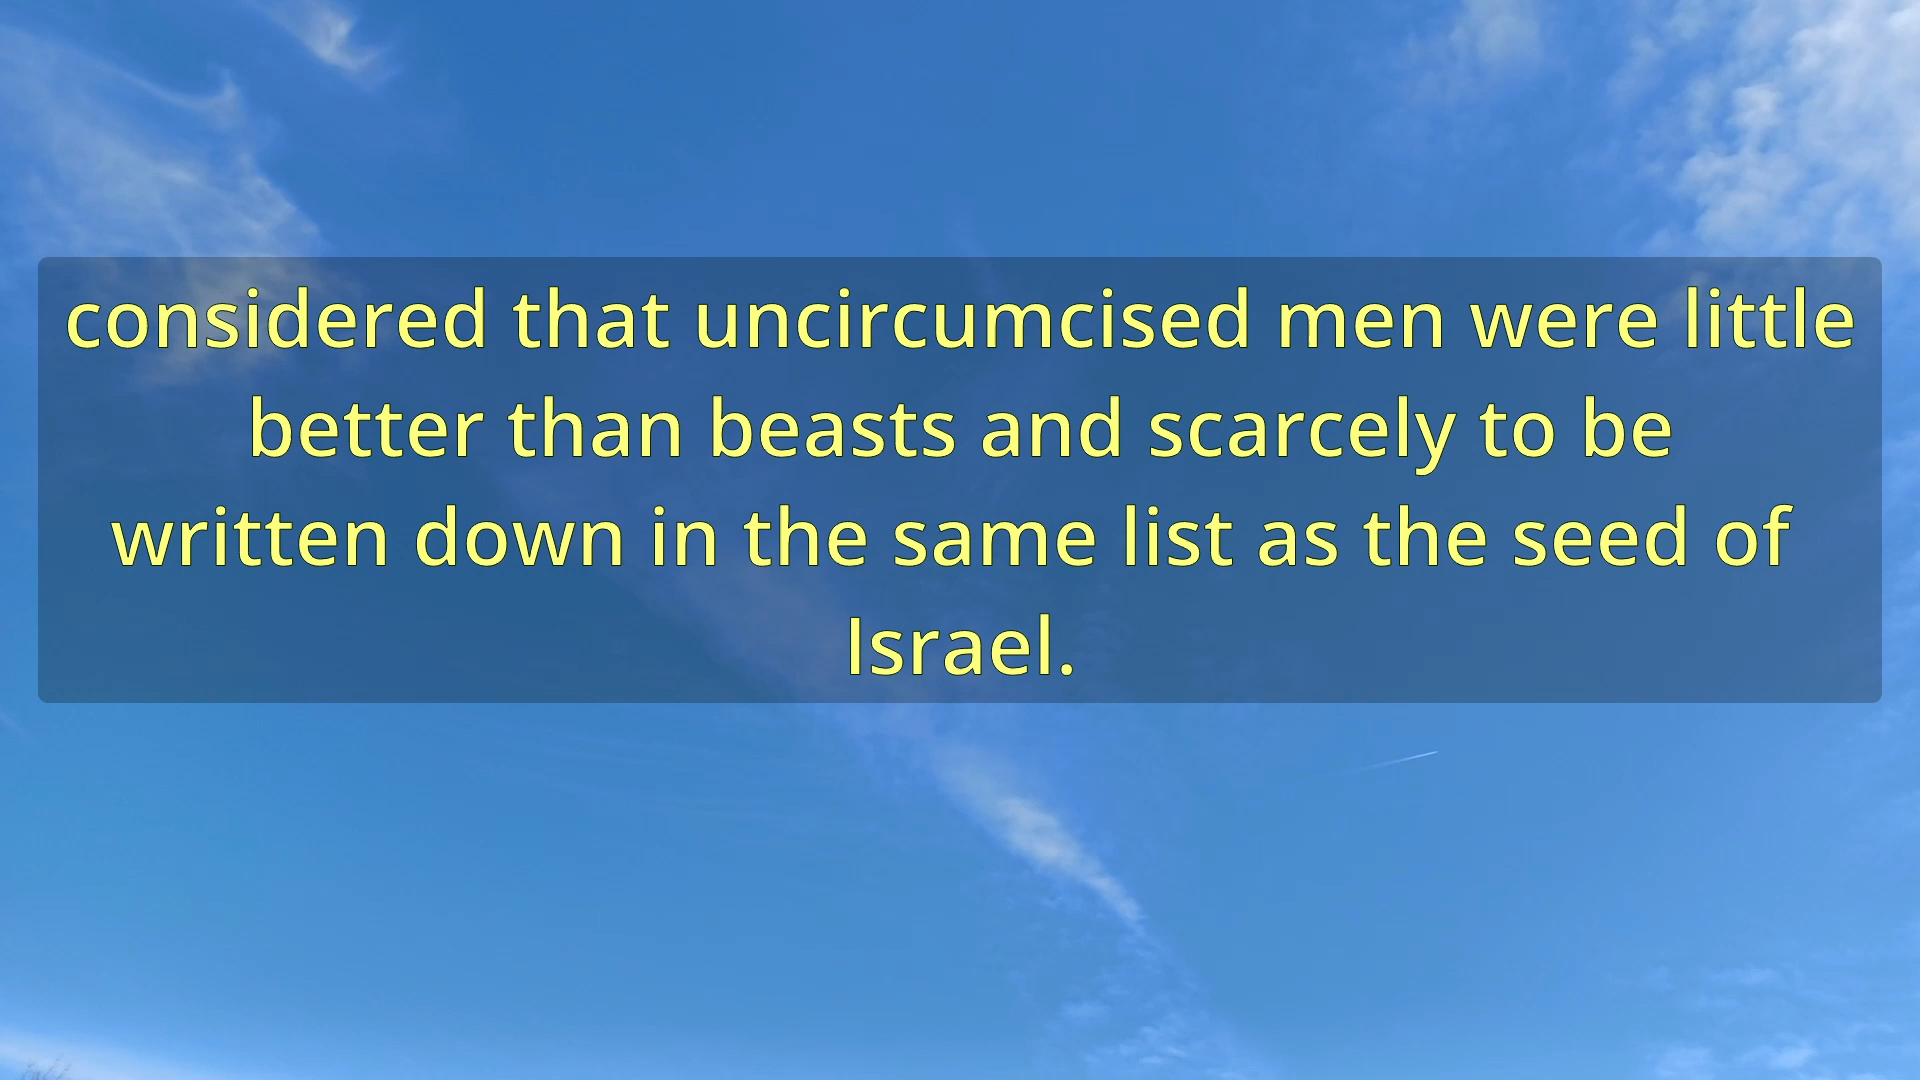 considered that uncircumcised men were little
better than beasts and scarcely to be
written down in the same list as the seed of
Israel.